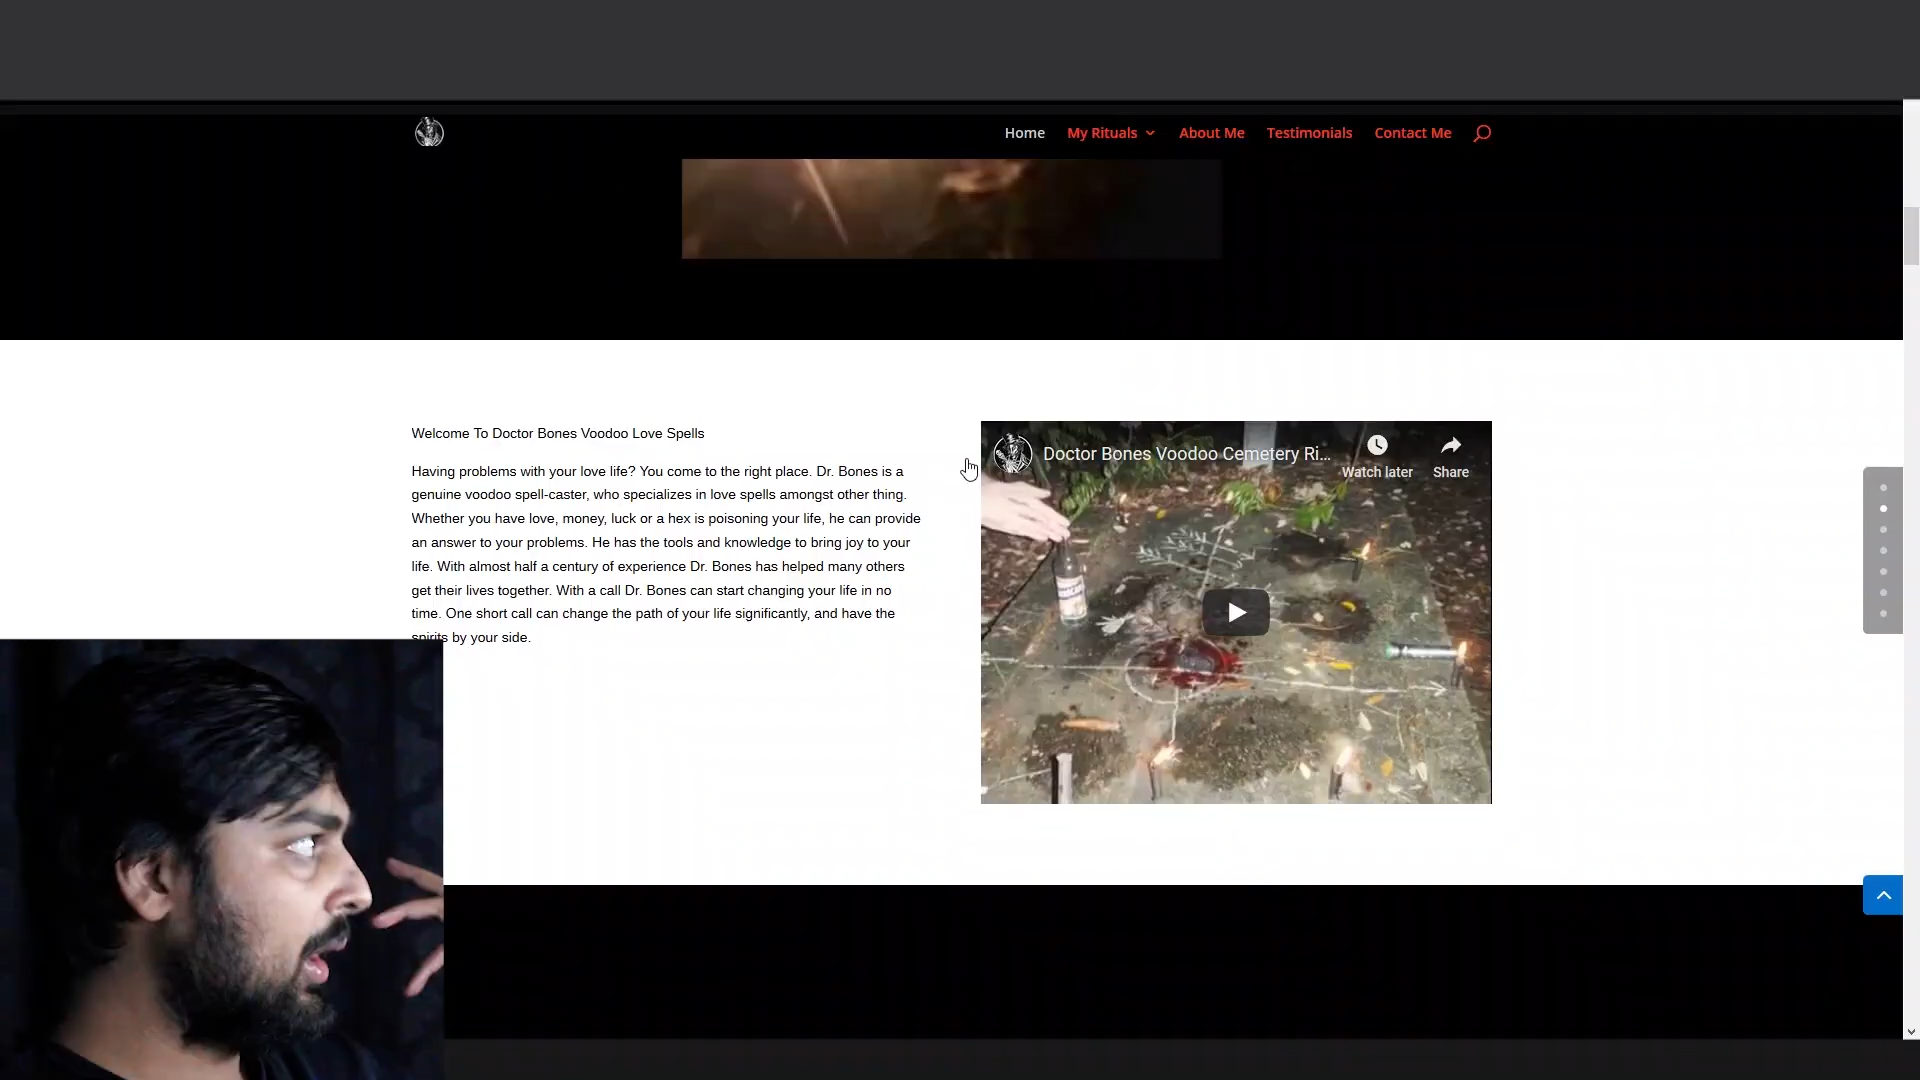 Home My Rituals About Me Testimonials Contact Me
Welcome To Doctor Bones Voodoo Love Spells
Having problems with your love life? You come to the right place. Dr. Bones is a
genuine voodoo spell-caster, who specializes in love spells amongst other thing.
Whether you have love, money, luck or a hex is poisoning your life, he can provide
an answer to your problems. He has the tools and knowledge to bring joy to your
life. With almost half a century of experience Dr. Bones has helped many others
get their lives together. With a call Dr. Bones can start changing your life in no
time. One short call can change the path of your life significantly, and have the
spirits by your side.
Doctor Bones Voodoo Cemetery Ri...
Watch later Share